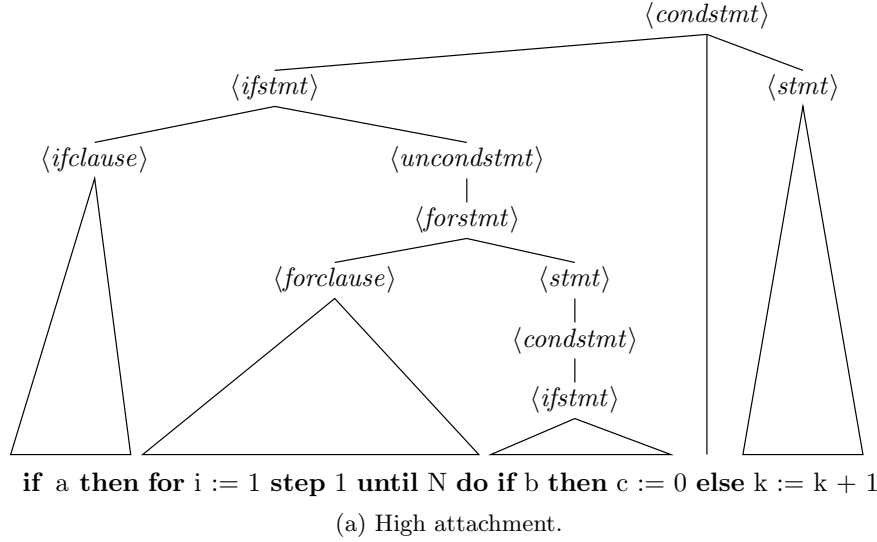 ⟨condstmt⟩
⟨ifstmt⟩ ⟨stmt⟩
⟨ifclause⟩ ⟨uncondstmt⟩
⟨forstmt⟩
⟨forclause⟩ ⟨stmt⟩
⟨condstmt⟩
⟨ifstmt⟩
if a then for i := 1 step 1 until N do if b then c := 0 else k := k + 1
(a) High attachment.